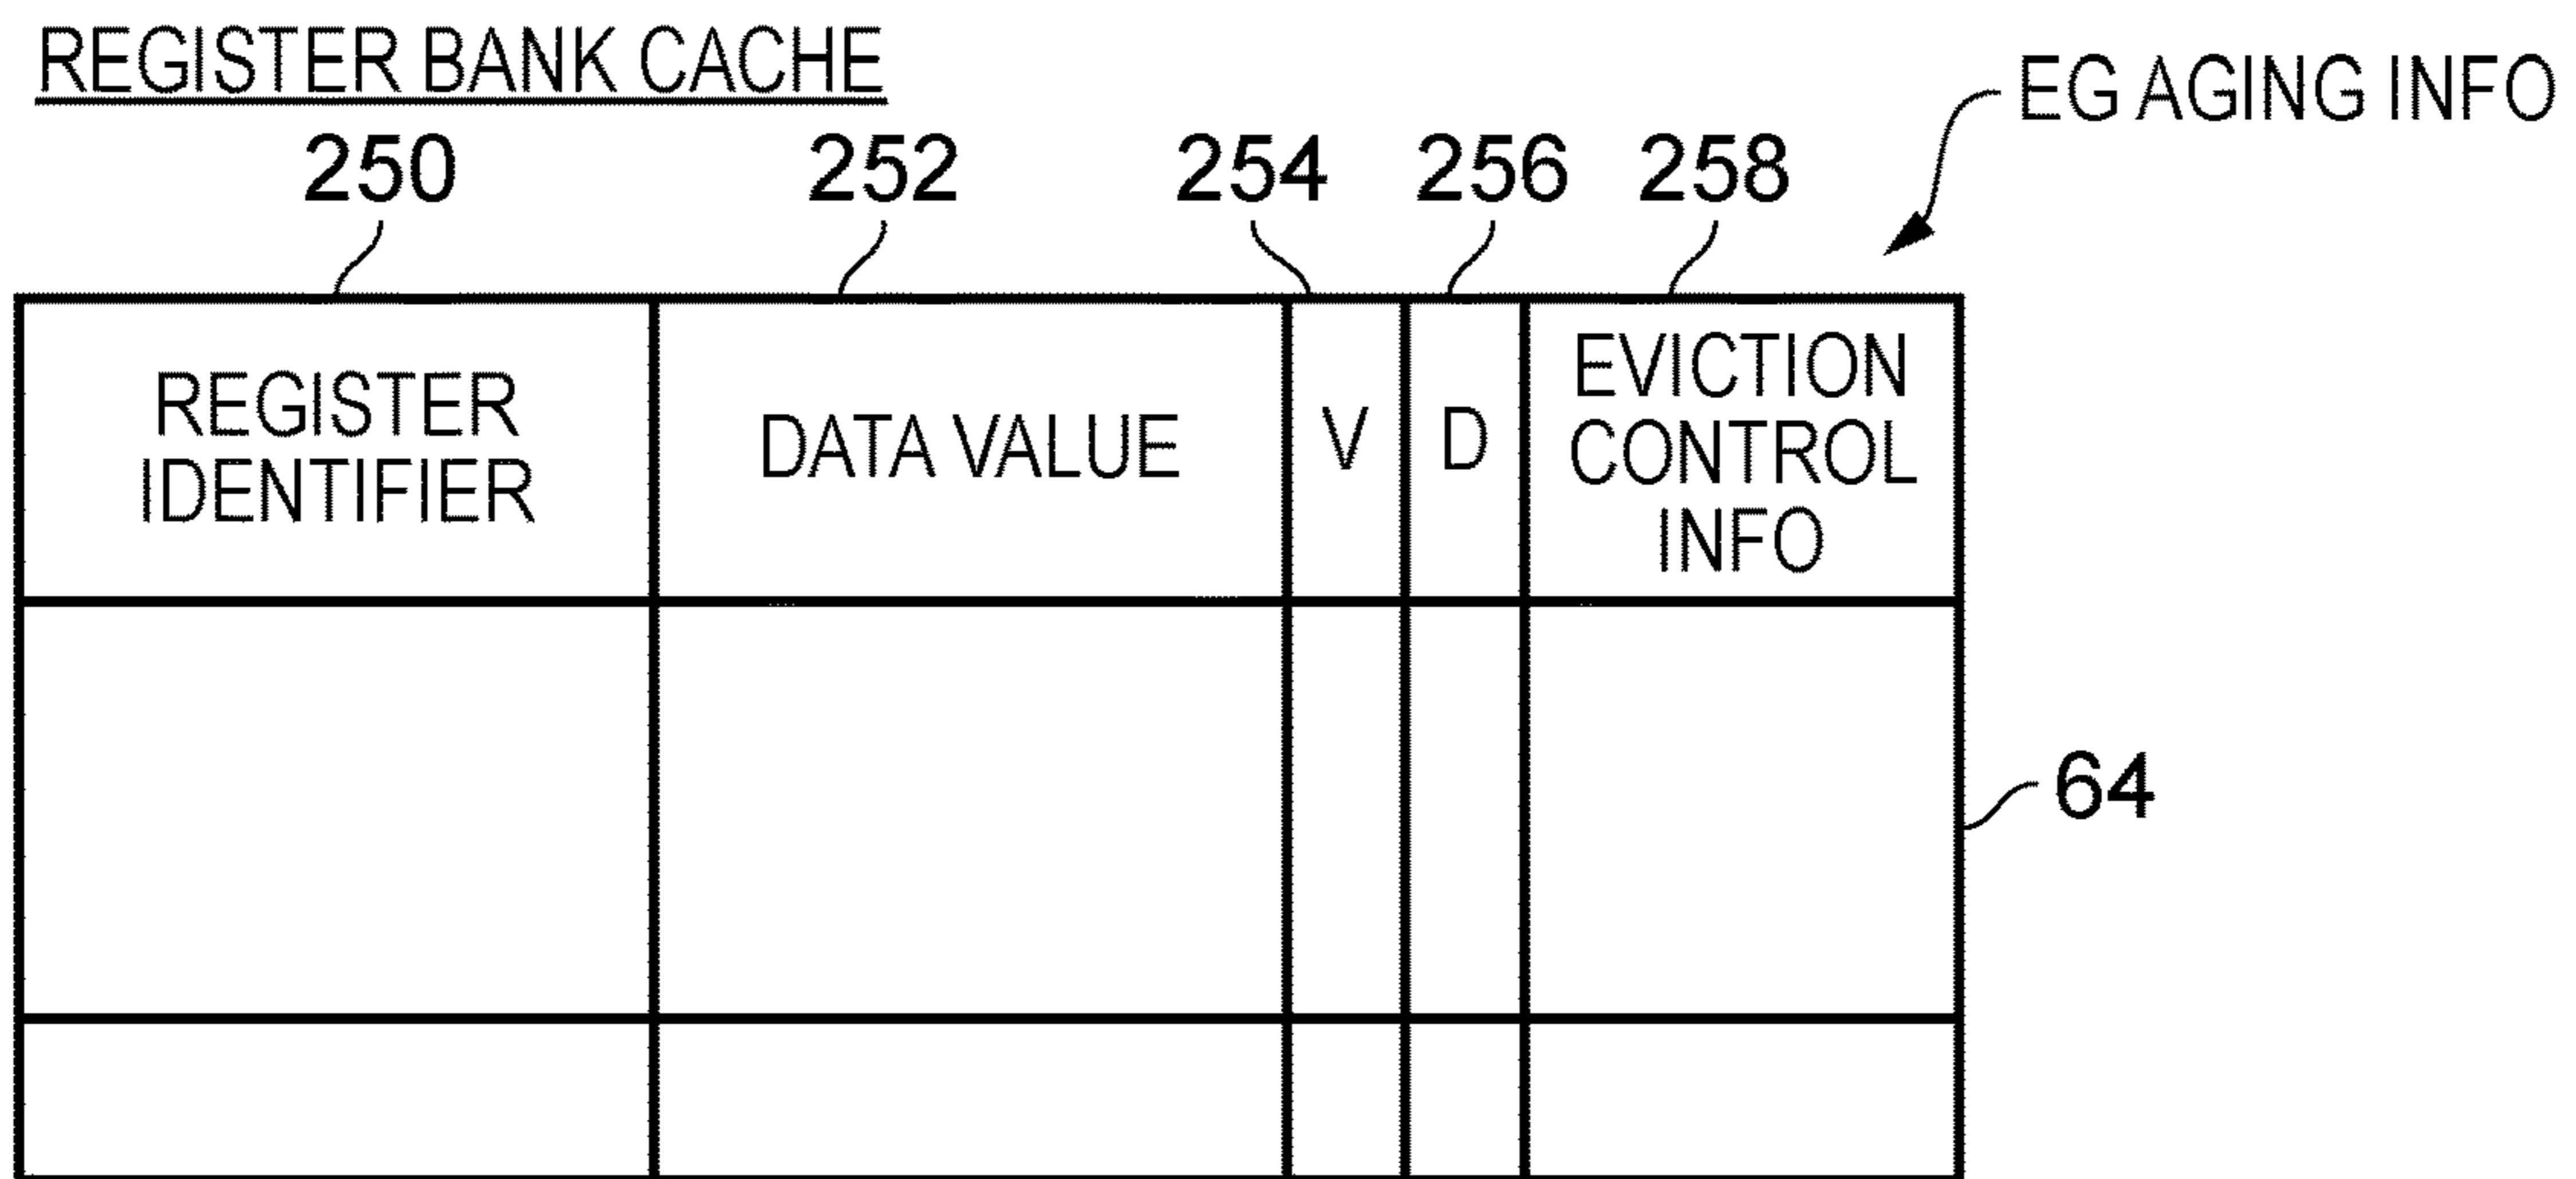 REGISTER BANK CACHE
EG AGING INFO
250 252 254 256 258
REGISTER
IDENTIFIER
DATA VALUE
V
D
EVICTION
CONTROL
INFO
64